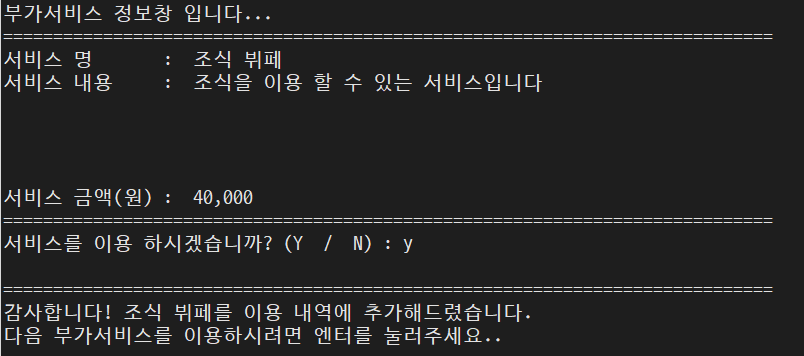 부가서비스 정보창 입니다...
=============================================================================
서비스 명 : 조식 뷔페
서비스 내용 : 조식을 이용 할 수 있는 서비스입니다
서비스 금액(원) : 40,000
=============================================================================
서비스를 이용 하시겠습니까? (Y / N) : y
=============================================================================
감사합니다! 조식 뷔페를 이용 내역에 추가해드렸습니다.
다음 부가서비스를 이용하시려면 엔터를 눌러주세요..